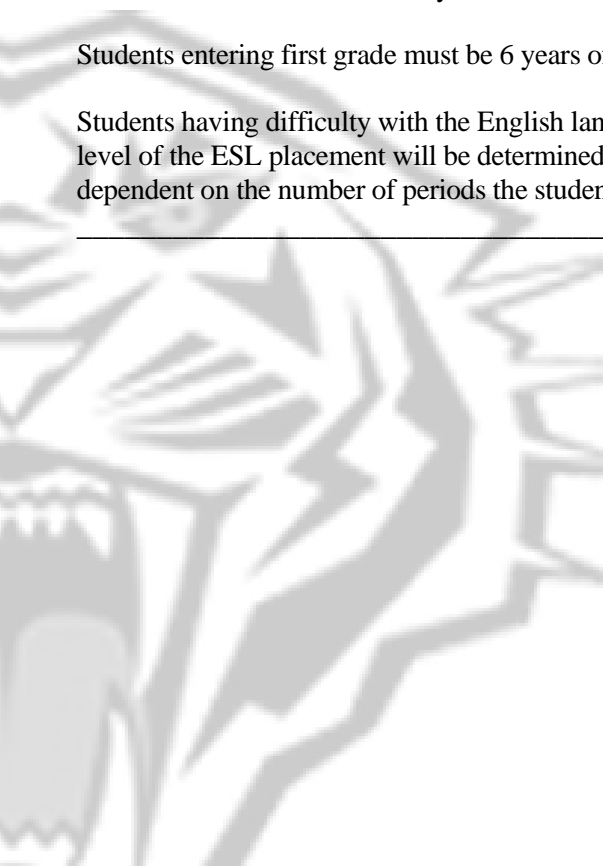 Students entering first grade must be 6 years o
Students having difficulty with the English lan
level of the ESL placement will be determined
dependent on the number of periods the studen